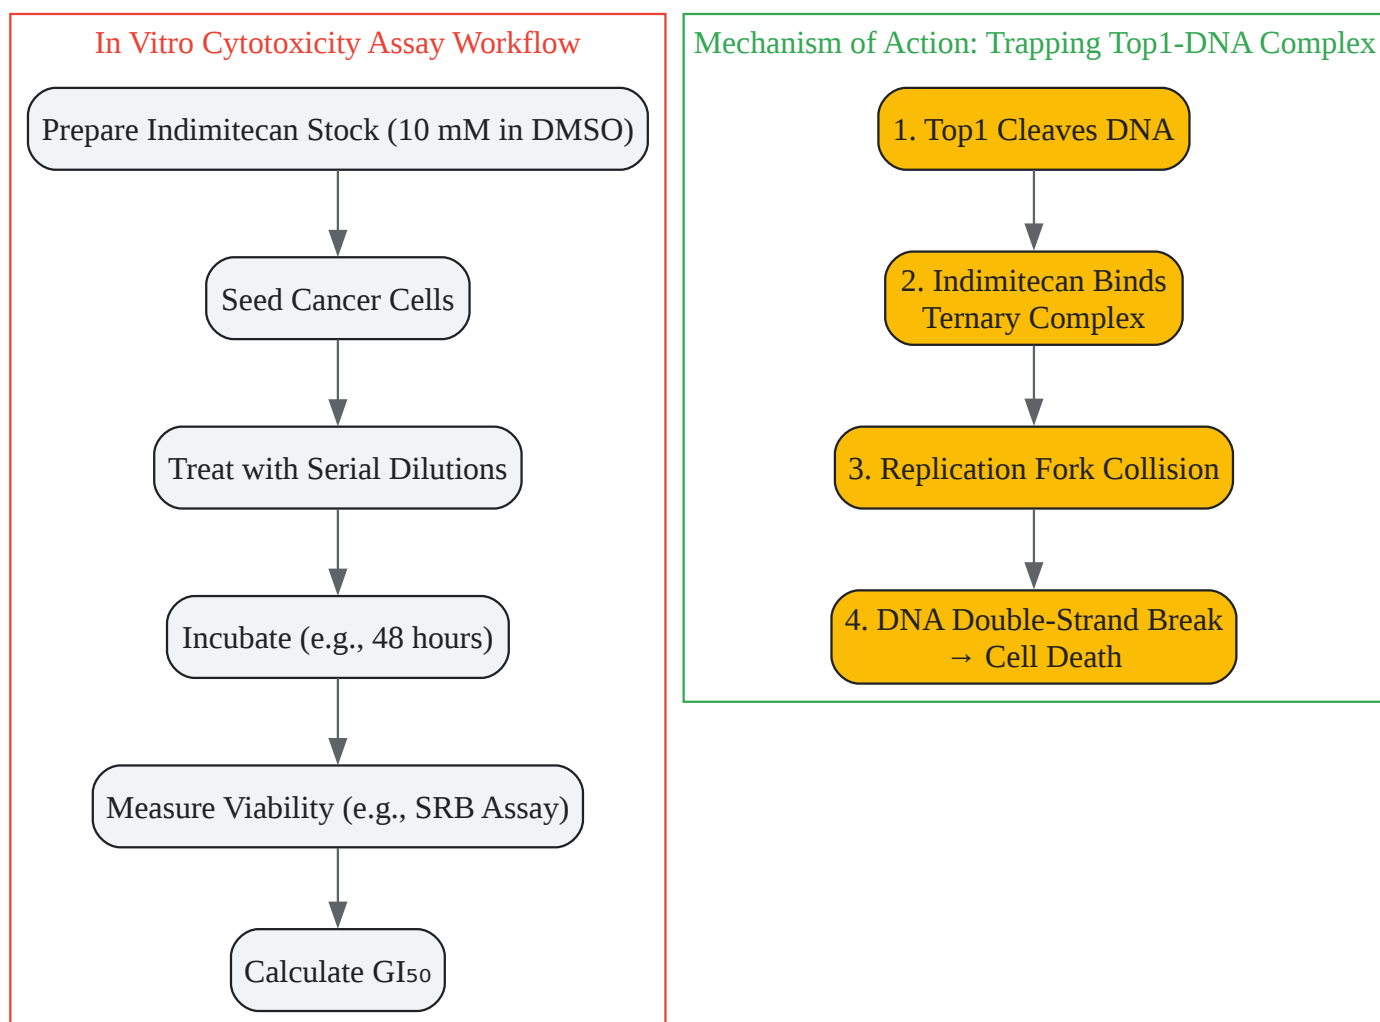 In Vitro Cytotoxicity Assay Workflow
Prepare Indimitecan Stock (10 mM in DMSO)
Seed Cancer Cells
Treat with Serial Dilutions
Incubate (e.g., 48 hours)
Measure Viability (e.g., SRB Assay)
Calculate GI₅₀
Mechanism of Action: Trapping Top1-DNA Complex
1. Top1 Cleaves DNA
2. Indimitecan Binds
Ternary Complex
3. Replication Fork Collision
4. DNA Double-Strand Break
→ Cell Death